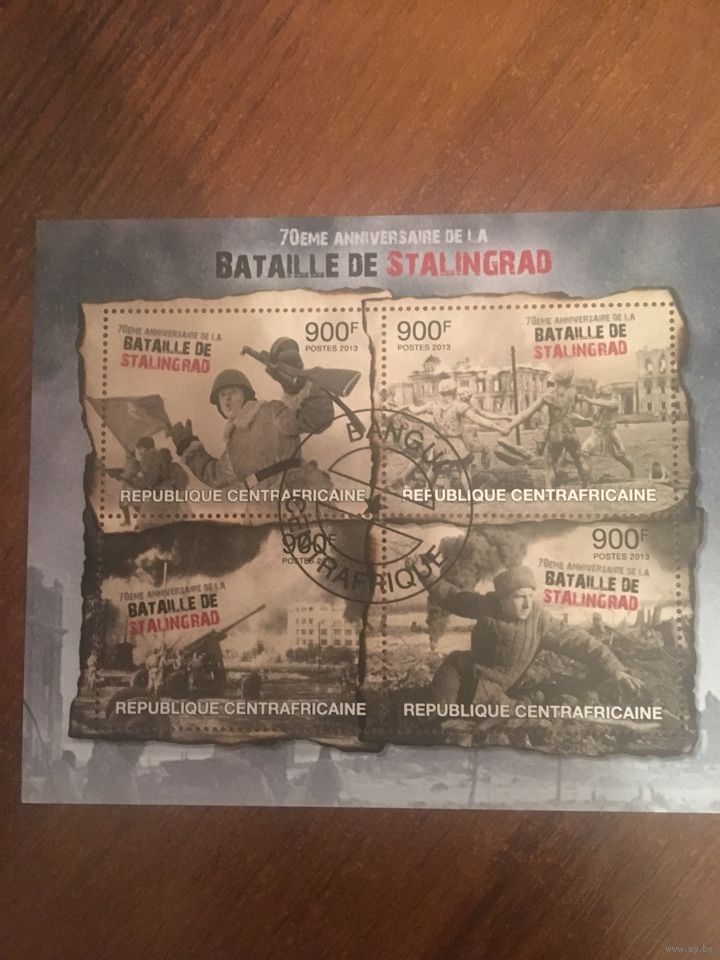 70EME ANNIVERSAIRE DE LA
BATAILLE DE STALINGRAD
70EME ANNIVERSAIRE DE LA
BATAILLE DE
STALINGRAD
900F
POSTES 2013
REPUBLIQUE CENTRAFRICAINE
900F
POSTES 2013
70EME ANNIVERSAIRE DE LA
BATAILLE DE
STALINGRAD
REPUBLIQUE CENTRAFRICAINE
BANGUI
CENTRAFRIQUE
900F
POSTES 2013
70EME ANNIVERSAIRE DE LA
BATAILLE DE
STALINGRAD
REPUBLIQUE CENTRAFRICAINE
900F
POSTES 2013
70EME ANNIVERSAIRE DE LA
BATAILLE DE
STALINGRAD
REPUBLIQUE CENTRAFRICAINE
www.ay.by